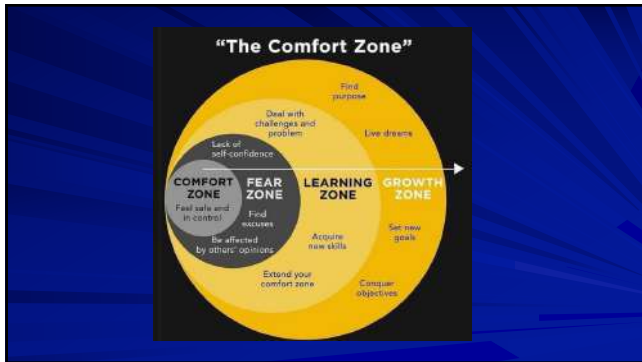 “The Comfort Zone”
Find
purpose
Deal with
challenges and
problem
Live dreams
Lack of
self-confidence
COMFORT
ZONE
Feel safe and
in control
FEAR
ZONE
Find
excuses
Be affected
by others' opinions
LEARNING
ZONE
Acquire
new skills
Extend your
comfort zone
GROWTH
ZONE
Set new
goals
Conquer
objectives